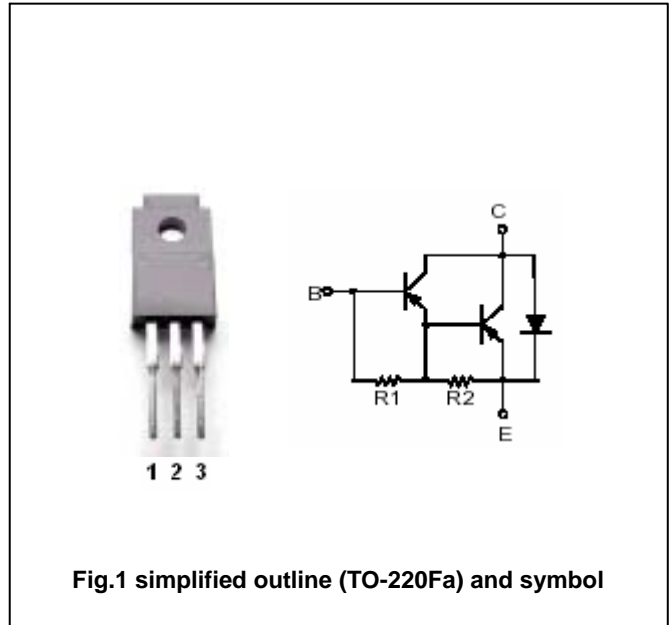 C
B
R1 R2
E
1 2 3
Fig.1 simplified outline (TO-220Fa) and symbol